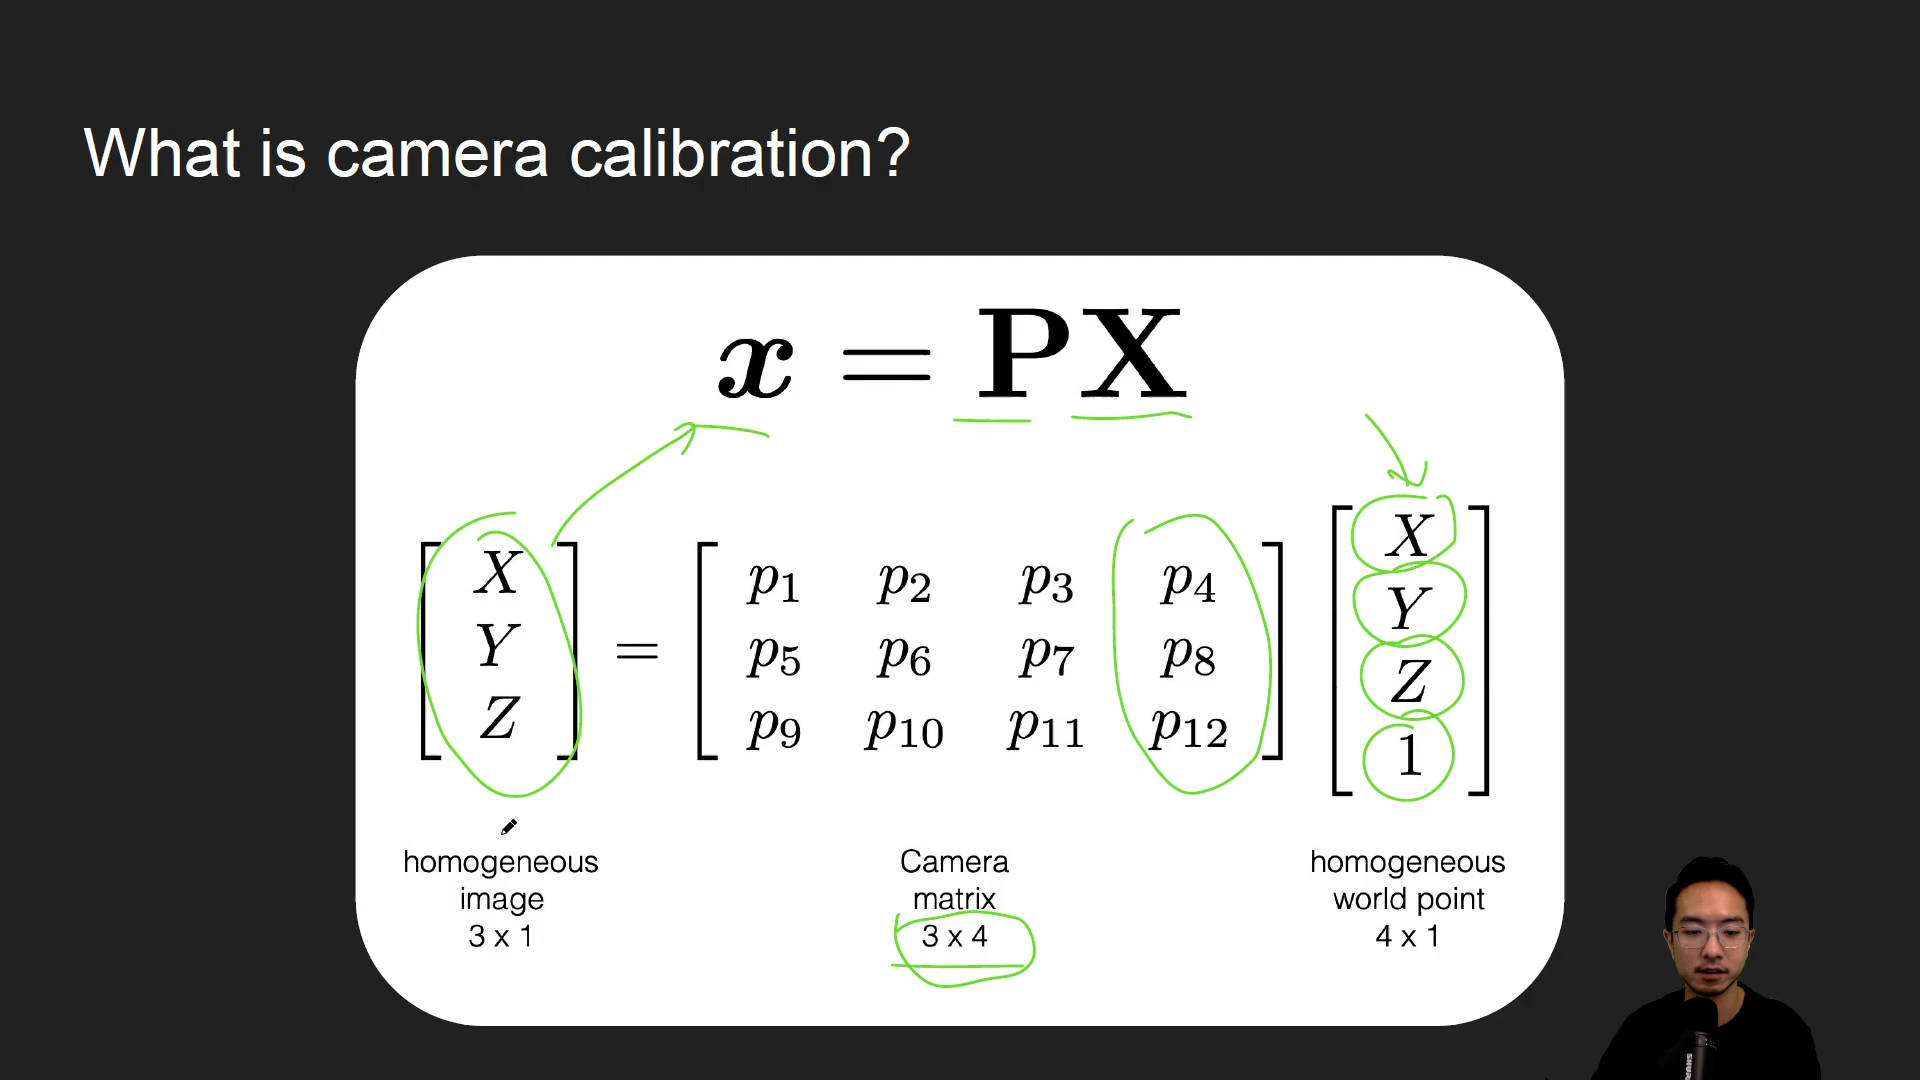 What is camera calibration?
x = PX
[ X Y Z ] = [ p1 p2 p3 p4 p5 p6 p7 p8 p9 p10 p11 p12 ] [ X Y Z 1 ]
homogeneous
image
3 x 1
Camera
matrix
3 x 4
homogeneous
world point
4 x 1
SHURE